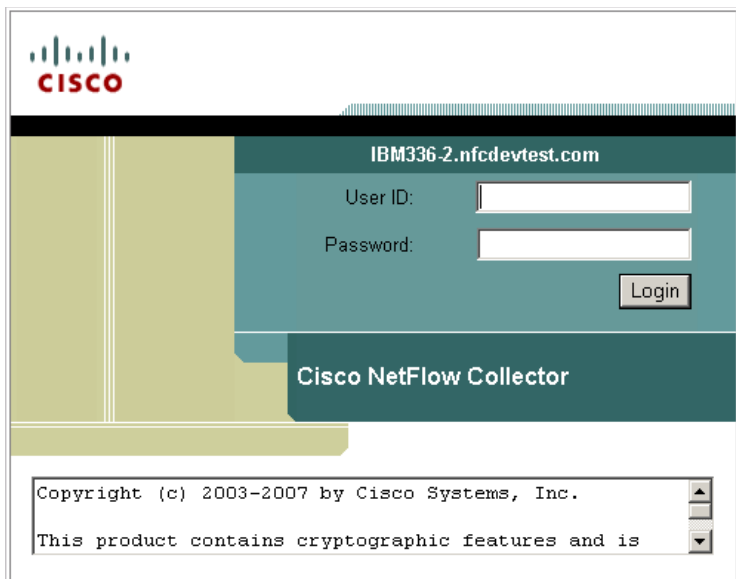 CISCO
IBM336-2.nfcdevtest.com
User ID:
Password:
Login
Cisco NetFlow Collector
Copyright (c) 2003-2007 by Cisco Systems, Inc.
This product contains cryptographic features and is